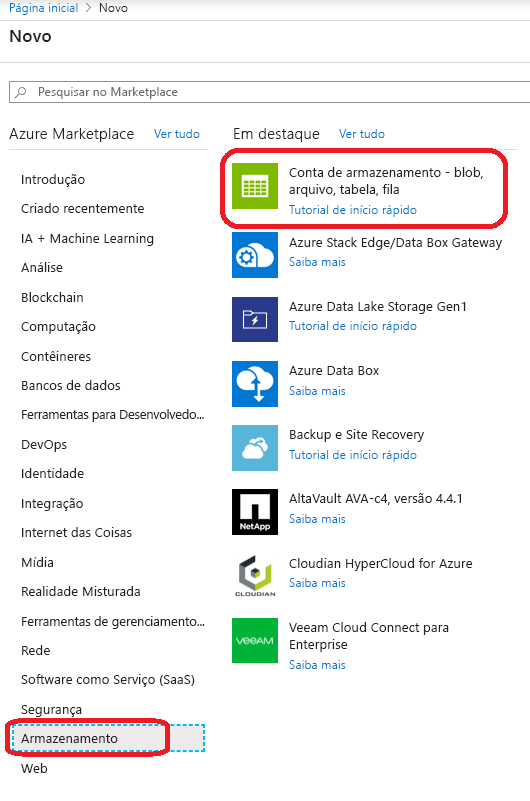 Página inicial > Novo
Novo
Pesquisar no Marketplace
Azure Marketplace Ver tudo
Introdução
Criado recentemente
IA + Machine Learning
Análise
Blockchain
Computação
Contêineres
Bancos de dados
Ferramentas para Desenvolvedo...
DevOps
Identidade
Integração
Internet das Coisas
Mídia
Realidade Misturada
Ferramentas de gerenciamento...
Rede
Software como Serviço (SaaS)
Segurança
Armazenamento
Web
Em destaque Ver tudo
Conta de armazenamento - blob,
arquivo, tabela, fila
Tutorial de início rápido
Azure Stack Edge/Data Box Gateway
Saiba mais
Azure Data Lake Storage Gen1
Tutorial de início rápido
Azure Data Box
Saiba mais
Backup e Site Recovery
Tutorial de início rápido
NetApp
AltaVault AVA-c4, versão 4.4.1
Saiba mais
CLOUDIAN
Cloudian HyperCloud for Azure
Saiba mais
veeAM
Veeam Cloud Connect para
Enterprise
Saiba mais